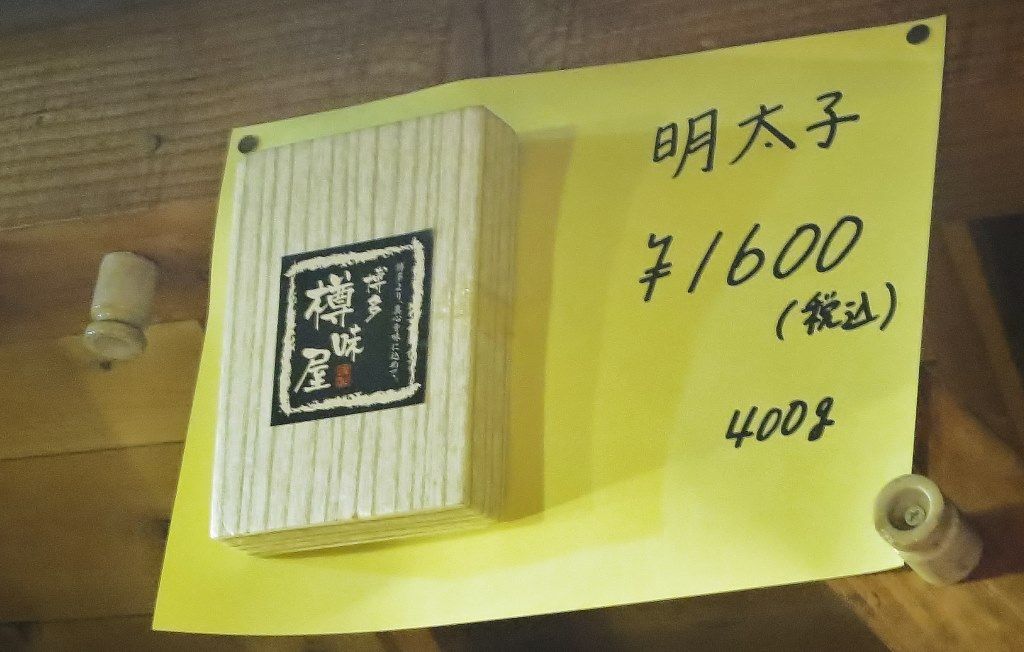 明太子
¥1600
(税込)
400g
博多
樽味屋